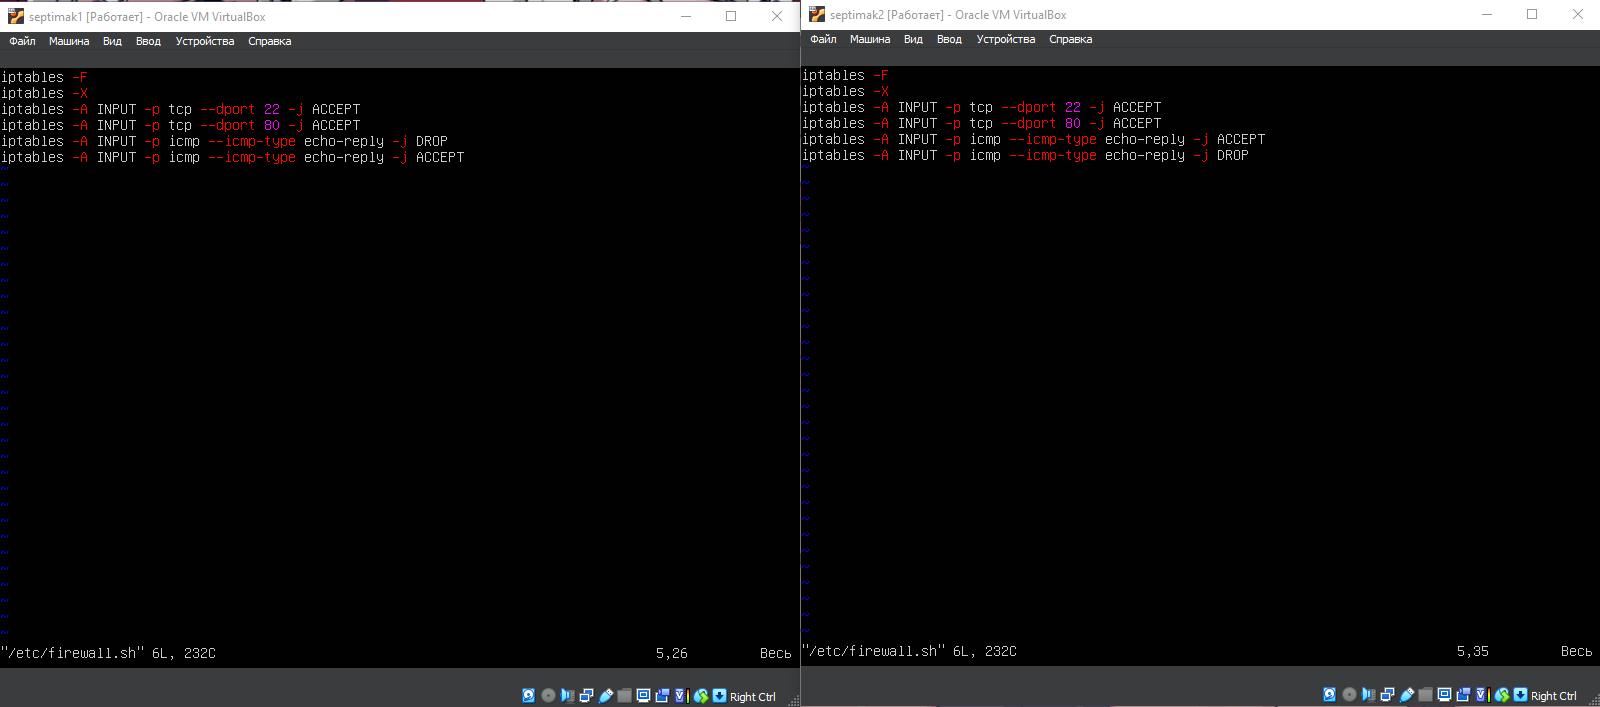 septimak1 [Работает] - Oracle VM VirtualBox
Файл Машина Вид Ввод Устройства Справка
iptables -F
iptables -X
iptables -A INPUT -p tcp --dport 22 -j ACCEPT
iptables -A INPUT -p tcp --dport 80 -j ACCEPT
iptables -A INPUT -p icmp --icmp-type echo-reply -j DROP
iptables -A INPUT -p icmp --icmp-type echo-reply -j ACCEPT
"/etc/firewall.sh" 6L, 232C 5,26 Весь
Right Ctrl
septimak2 [Работает] - Oracle VM VirtualBox
Файл Машина Вид Ввод Устройства Справка
iptables -F
iptables -X
iptables -A INPUT -p tcp --dport 22 -j ACCEPT
iptables -A INPUT -p tcp --dport 80 -j ACCEPT
iptables -A INPUT -p icmp --icmp-type echo-reply -j ACCEPT
iptables -A INPUT -p icmp --icmp-type echo-reply -j DROP
"/etc/firewall.sh" 6L, 232C 5,35 Весь
Right Ctrl